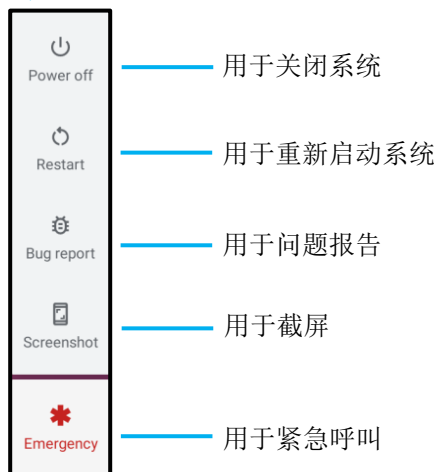 Power off
用于关闭系统
Restart
用于重新启动系统
Bug report
用于问题报告
Screenshot
用于截屏
Emergency
用于紧急呼叫